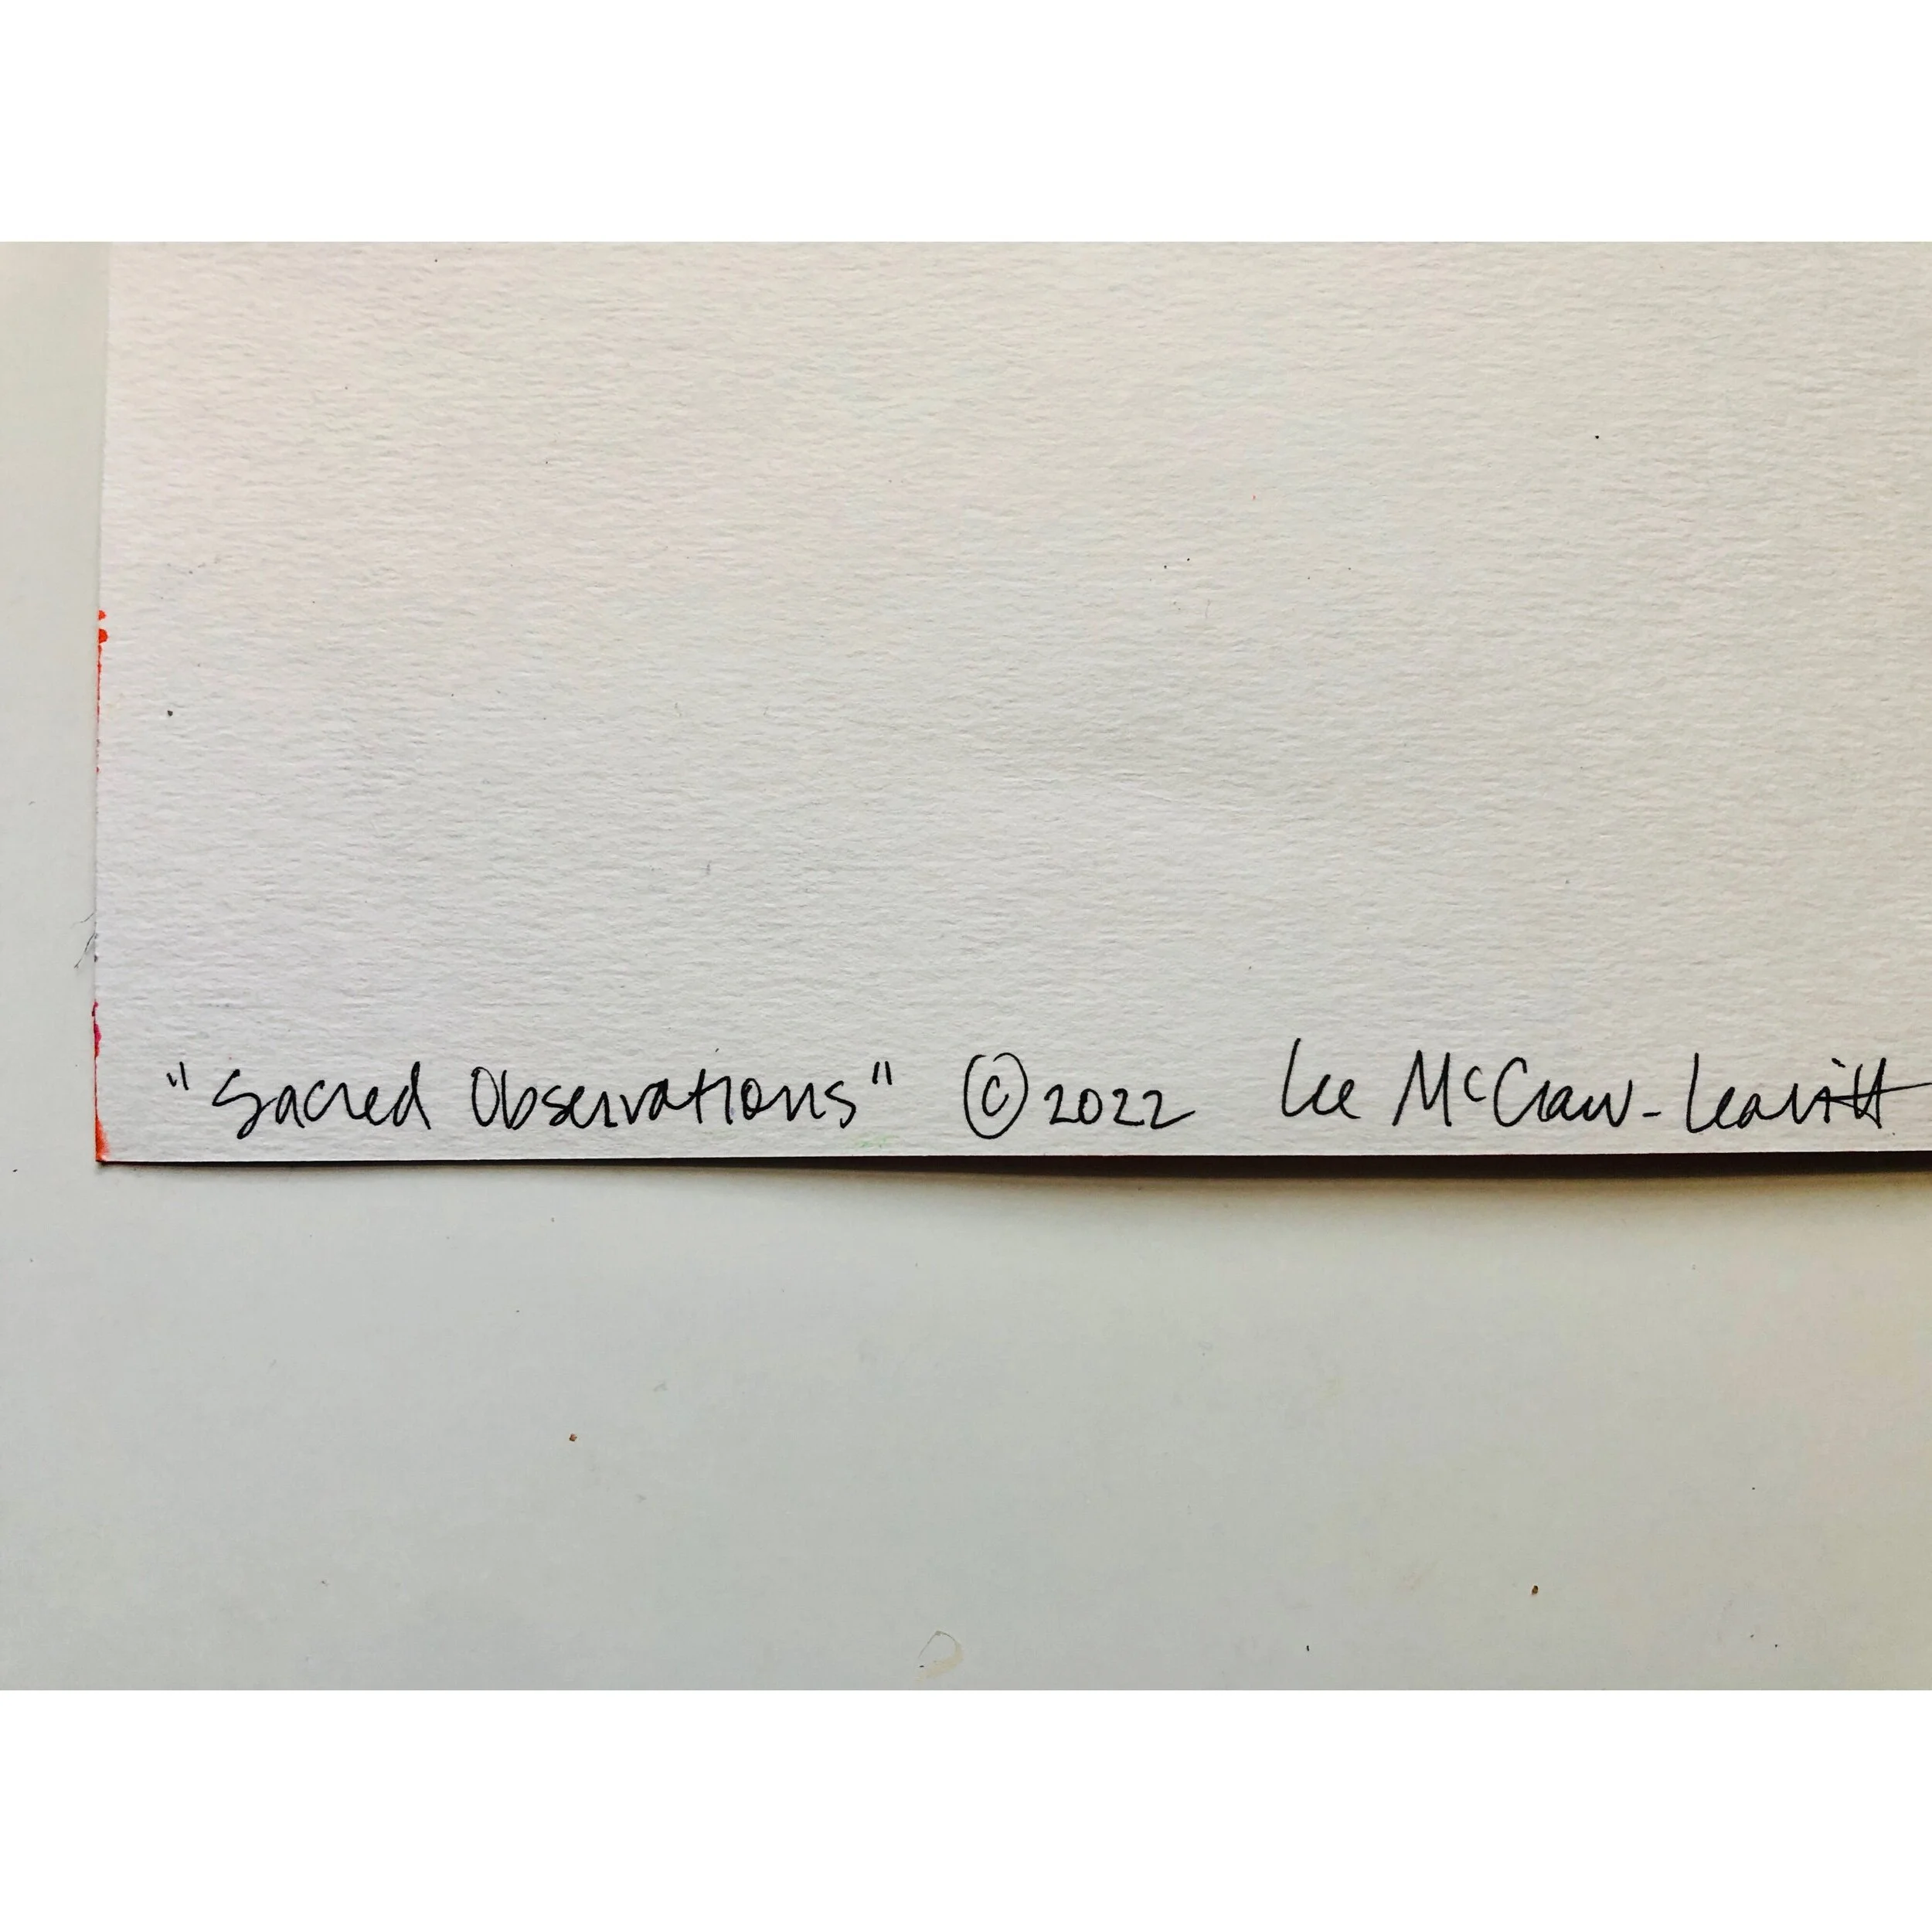 "Sacred Observations" © 2022 Lee McCraw-Leavitt